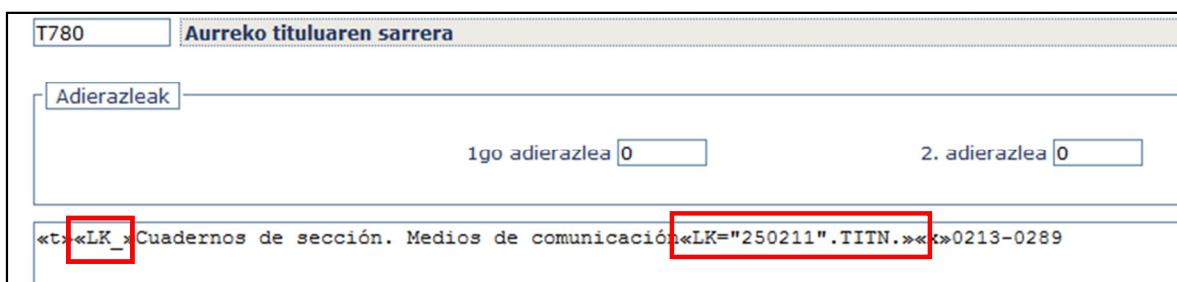 T780 Aurreko tituluaren sarrera
Adierazleak
1go adierazlea 0 2. adierazlea 0
«t»«LK_»Cuadernos de sección. Medios de comunicación«LK="250211".TITN.»«x»0213-0289